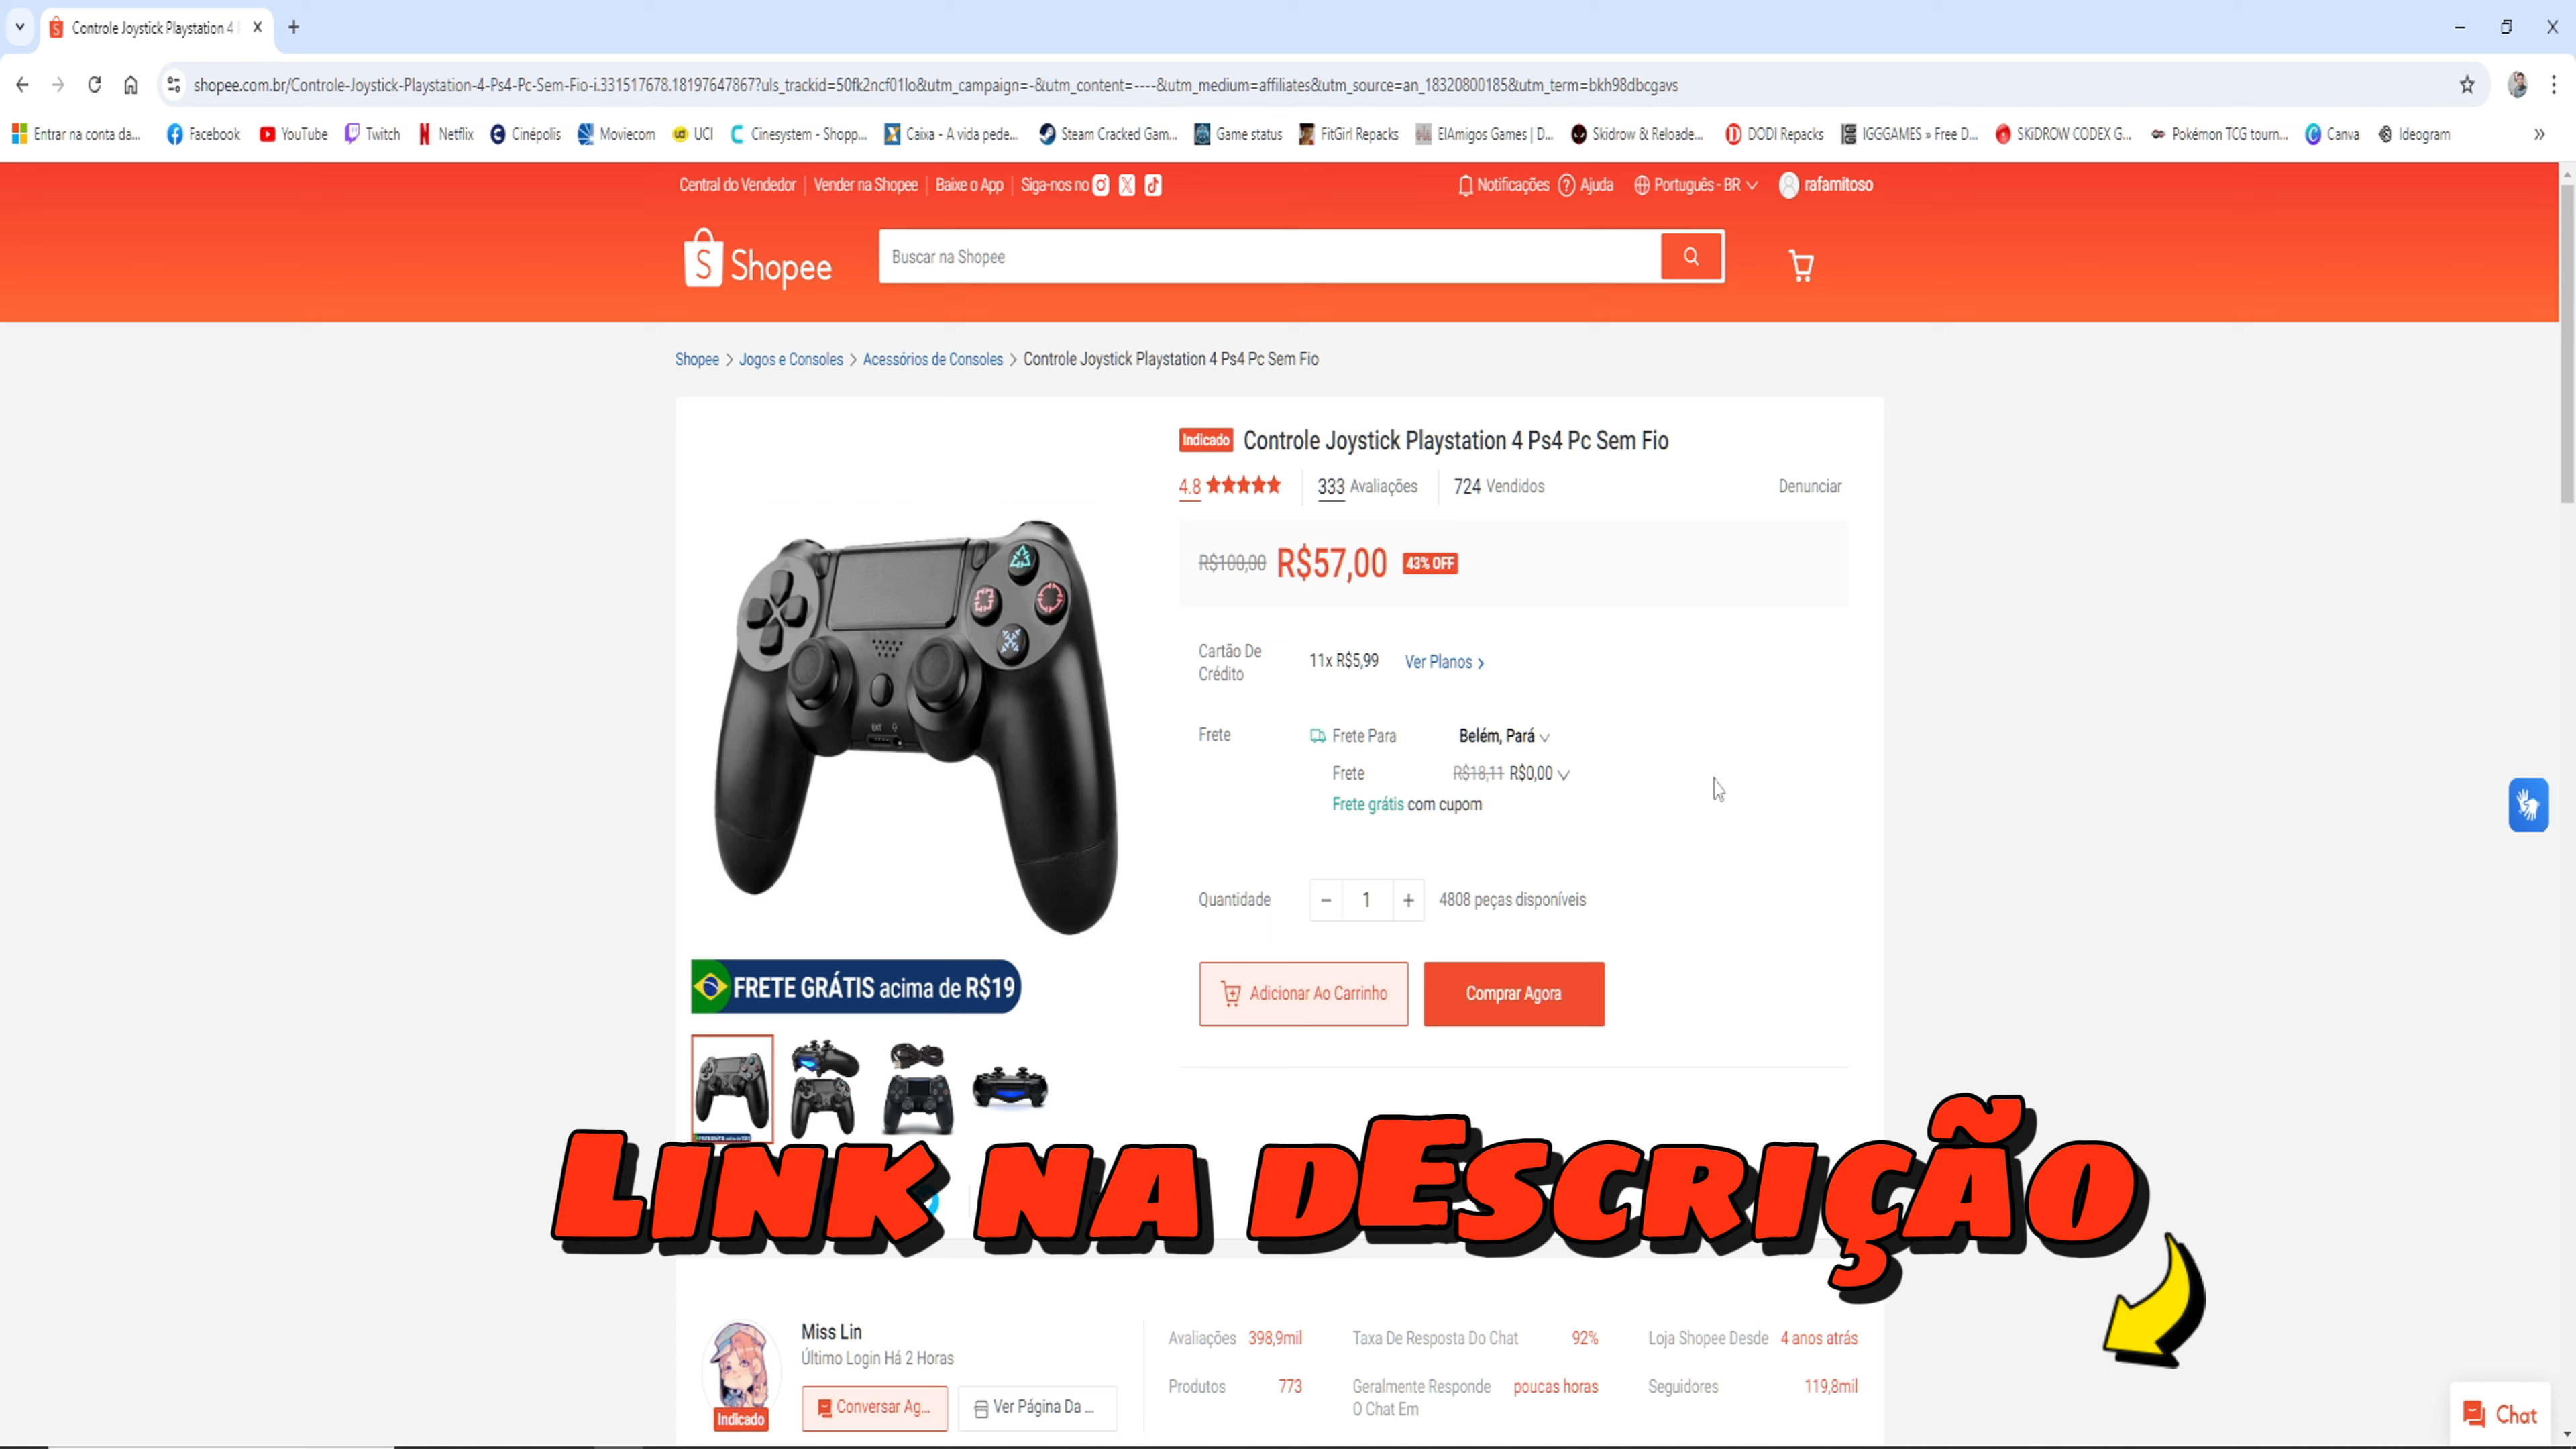 Controle Joystick Playstation 4 P
shopee.com.br/Controle-Joystick-Playstation-4-Ps4-Pc-Sem-Fio-i.331517678.18197647867?uls_trackid=50fk2ncf01lo&utm_campaign=-&utm_content=----&utm_medium=affiliates&utm_source=an_18320800185&utm_term=bkh98dbcgavs
Entrar na conta da... Facebook YouTube Twitch Netflix Cinépolis Moviecom UCI Cinesystem - Shopp... Caixa - A vida pede... Steam Cracked Gam... Game status FitGirl Repacks ElAmigos Games | D... Skidrow & Reloade... DODI Repacks IGGGAMES » Free D... SKiDROW CODEX G... Pokémon TCG tourn... Canva Ideogram
Central do Vendedor Vender na Shopee Baixe o App Siga-nos no Notificações Ajuda Português - BR rafamitoso
Shopee
Buscar na Shopee
Shopee > Jogos e Consoles > Acessórios de Consoles > Controle Joystick Playstation 4 Ps4 Pc Sem Fio
Indicado Controle Joystick Playstation 4 Ps4 Pc Sem Fio
4.8 333 Avaliações 724 Vendidos Denunciar
R$100,00 R$57,00 43% OFF
Cartão De Crédito 11x R$5,99 Ver Planos >
Frete Frete Para Belém, Pará
Frete R$18,11 R$0,00
Frete grátis com cupom
EXT
Quantidade - 1 + 4808 peças disponíveis
FRETE GRÁTIS acima de R$19
Adicionar Ao Carrinho Comprar Agora
Link na dEscrição
Miss Lin
Último Login Há 2 Horas
Indicado
Conversar Ag... Ver Página Da ...
Avaliações 398,9mil Taxa De Resposta Do Chat 92% Loja Shopee Desde 4 anos atrás
Produtos 773 Geralmente Responde O Chat Em poucas horas Seguidores 119,8mil
Chat